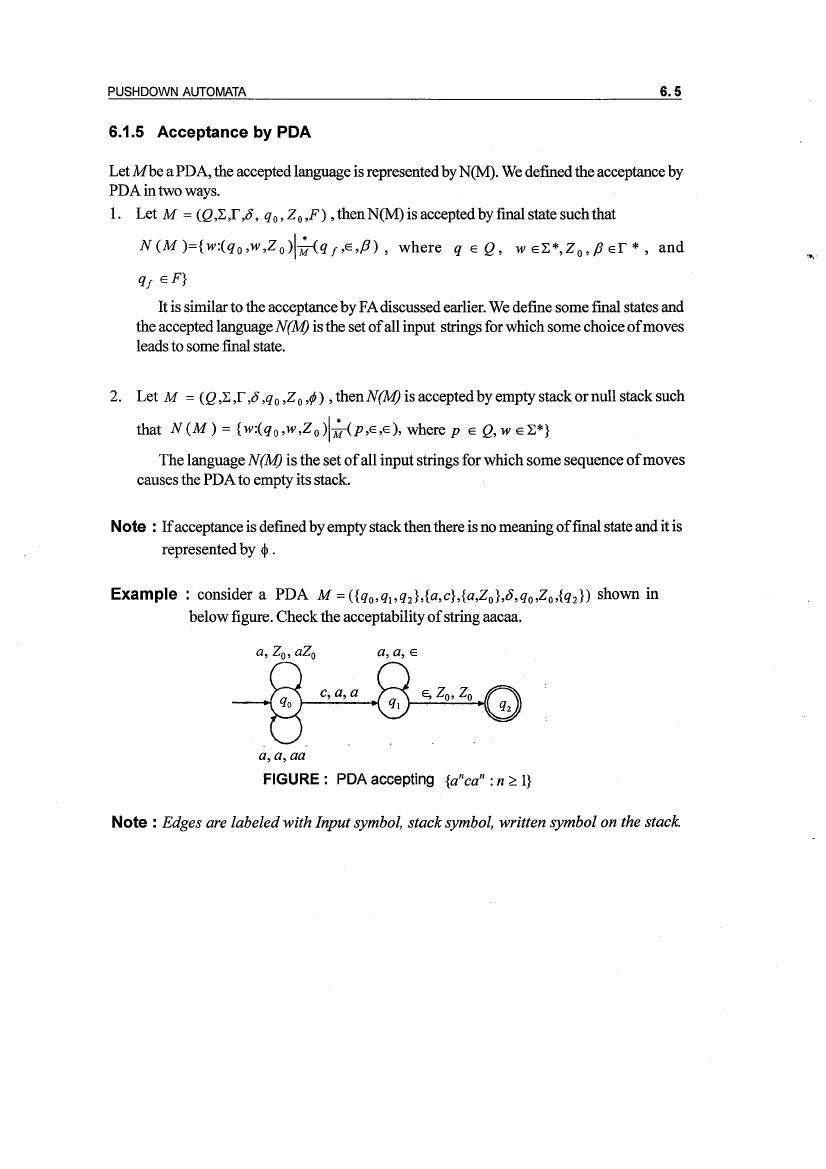 PUSHDOWN AUTOMATA 6.5
6.1.5 Acceptance by PDA
Let M be a PDA, the accepted language is represented by N(M). We defined the acceptance by
PDA in two ways.
1. Let M = (Q,Σ,Γ,δ, q₀, Z₀,F) , then N(M) is accepted by final state such that
N (M )={w:(q₀,w,Z₀)|*/M (q f ,∈,β) , where q ∈ Q, w ∈Σ*, Z₀, β ∈Γ *, and
q f ∈ F}
It is similar to the acceptance by FA discussed earlier. We define some final states and
the accepted language N(M) is the set of all input strings for which some choice of moves
leads to some final state.
2. Let M = (Q,Σ,Γ,δ,q₀,Z₀,ϕ) , then N(M) is accepted by empty stack or null stack such
that N (M ) = {w:(q₀,w,Z₀)|*/M (p,∈,∈), where p ∈ Q, w ∈Σ*}
The language N(M) is the set of all input strings for which some sequence of moves
causes the PDA to empty its stack.
Note : If acceptance is defined by empty stack then there is no meaning of final state and it is
represented by ϕ .
Example : consider a PDA M = ({q₀,q₁,q₂},{a,c},{a,Z₀},δ,q₀,Z₀,{q₂}) shown in
below figure. Check the acceptability of string aacaa.
a, Z₀, aZ₀ a, a, ∈
q₀ c, a, a q₁ ∈, Z₀, Z₀ q₂
a, a, aa
FIGURE : PDA accepting {aⁿcaⁿ : n ≥ 1}
Note : Edges are labeled with Input symbol, stack symbol, written symbol on the stack.